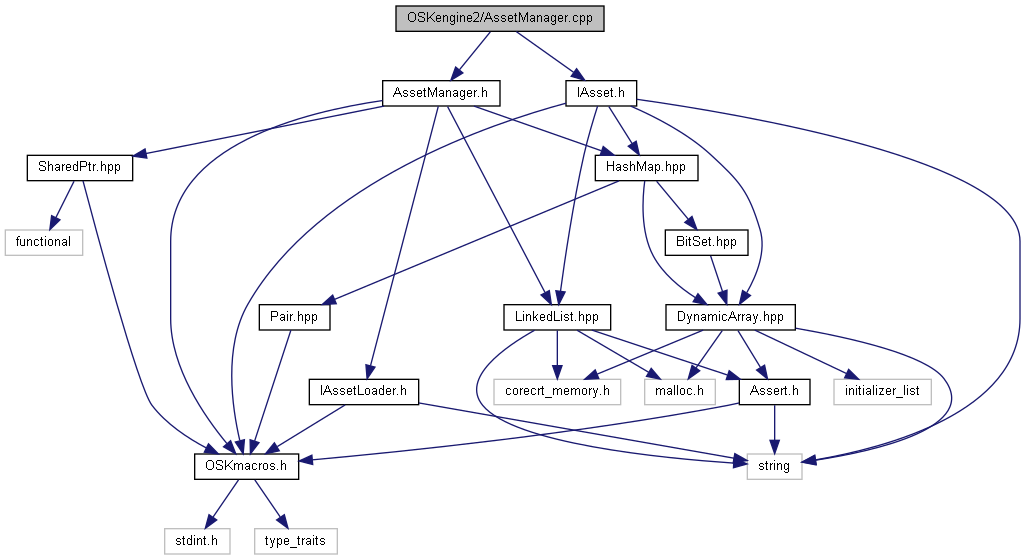 OSKengine2/AssetManager.cpp
AssetManager.h
IAsset.h
SharedPtr.hpp
HashMap.hpp
functional
BitSet.hpp
Pair.hpp
LinkedList.hpp
DynamicArray.hpp
IAssetLoader.h
corecrt_memory.h
malloc.h
Assert.h
initializer_list
OSKmacros.h
string
stdint.h
type_traits